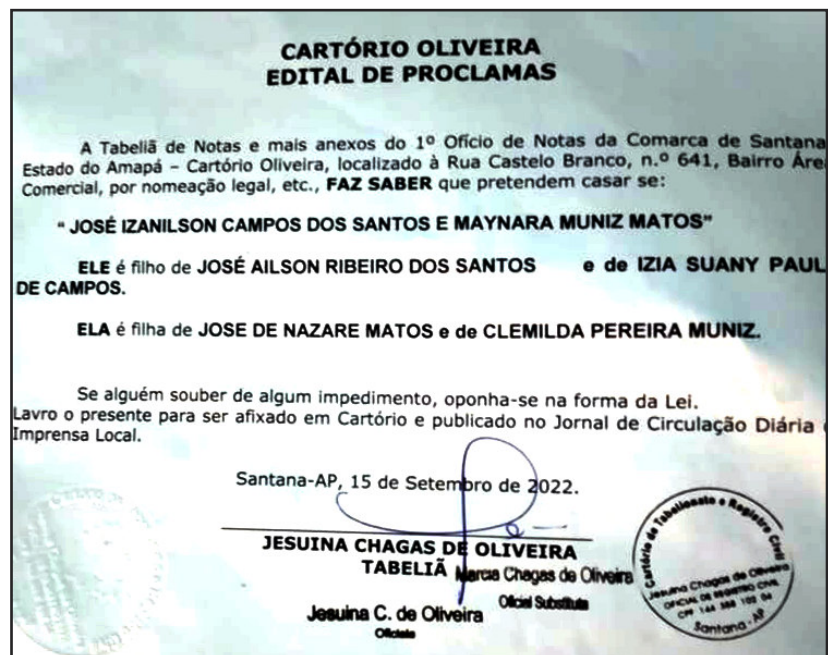 CARTÓRIO OLIVEIRA
EDITAL DE PROCLAMAS
A Tabeliã de Notas e mais anexos do 1º Ofício de Notas da Comarca de Santana
Estado do Amapá – Cartório Oliveira, localizado à Rua Castelo Branco, n.º 641, Bairro Áre
Comercial, por nomeação legal, etc., FAZ SABER que pretendem casar se:
" JOSÉ IZANILSON CAMPOS DOS SANTOS E MAYNARA MUNIZ MATOS"
ELE é filho de JOSÉ AILSON RIBEIRO DOS SANTOS e de IZIA SUANY PAUL
DE CAMPOS.
ELA é filha de JOSE DE NAZARE MATOS e de CLEMILDA PEREIRA MUNIZ.
Se alguém souber de algum impedimento, oponha-se na forma da Lei.
Lavro o presente para ser afixado em Cartório e publicado no Jornal de Circulação Diária
Imprensa Local.
Santana-AP, 15 de Setembro de 2022.
JESUINA CHAGAS DE OLIVEIRA
TABELIÃ
Marcia Chagas de Oliveira
Oficial Substituta
Jesuina C. de Oliveira
Oficiala
Cartório de Tabelionato e Registro Civil
Jesuina Chagas de Oliveira
OFICIAL DE REGISTRO CIVIL
CPF 144
Santana - AP